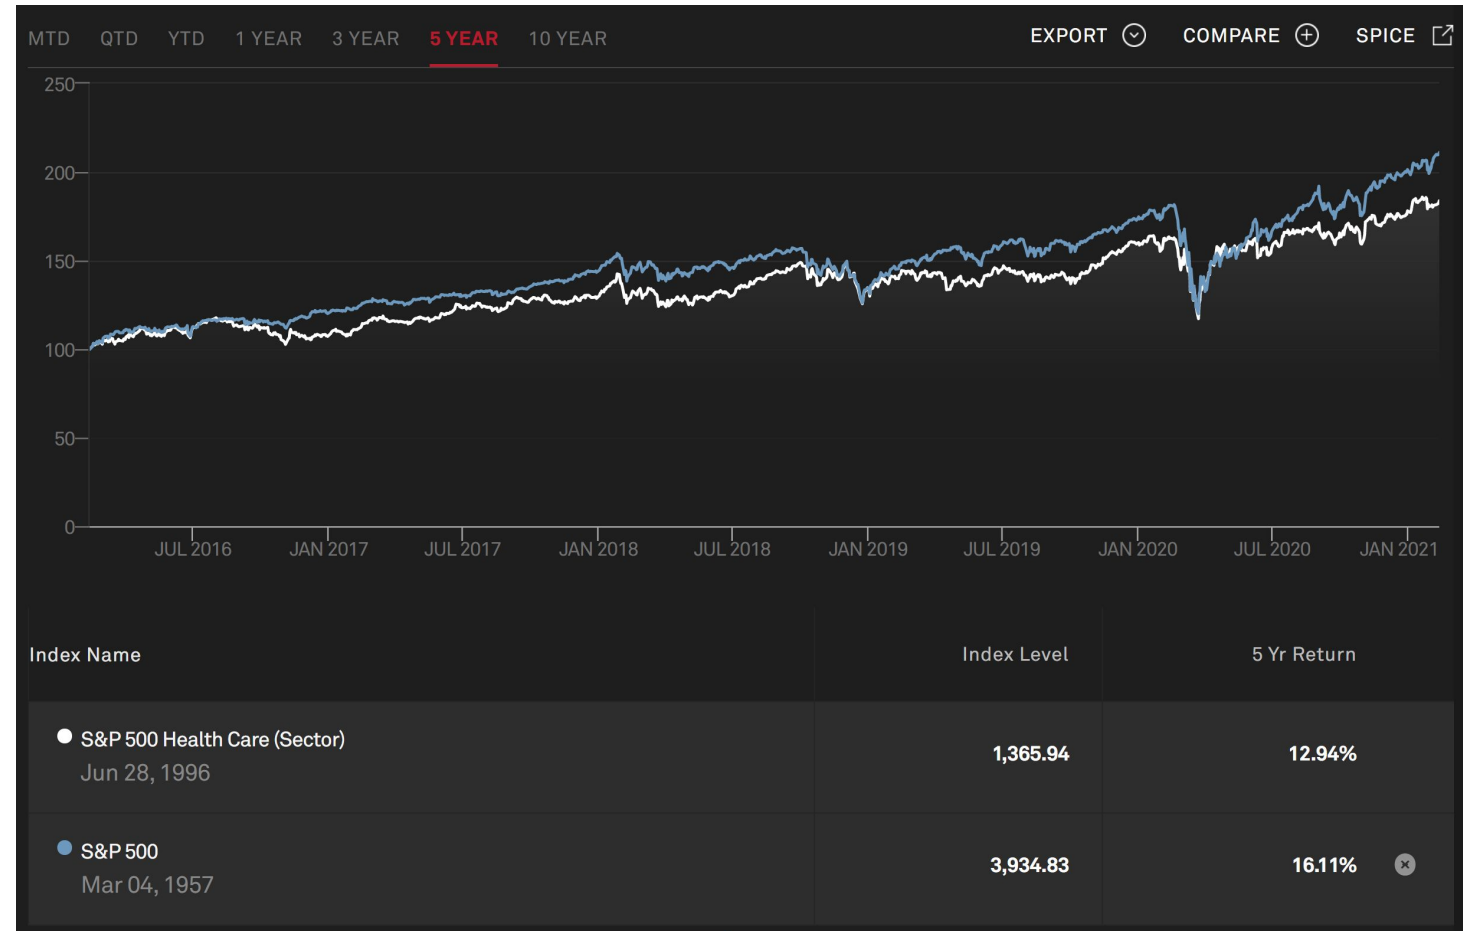 MTD QTD YTD 1 YEAR 3 YEAR 5 YEAR 10 YEAR EXPORT COMPARE SPICE
250
200
150
100
50
0
JUL 2016 JAN 2017 JUL 2017 JAN 2018 JUL 2018 JAN 2019 JUL 2019 JAN 2020 JUL 2020 JAN 2021
Index Name Index Level 5 Yr Return
S&P 500 Health Care (Sector) 1,365.94 12.94%
Jun 28, 1996
S&P 500 3,934.83 16.11%
Mar 04, 1957